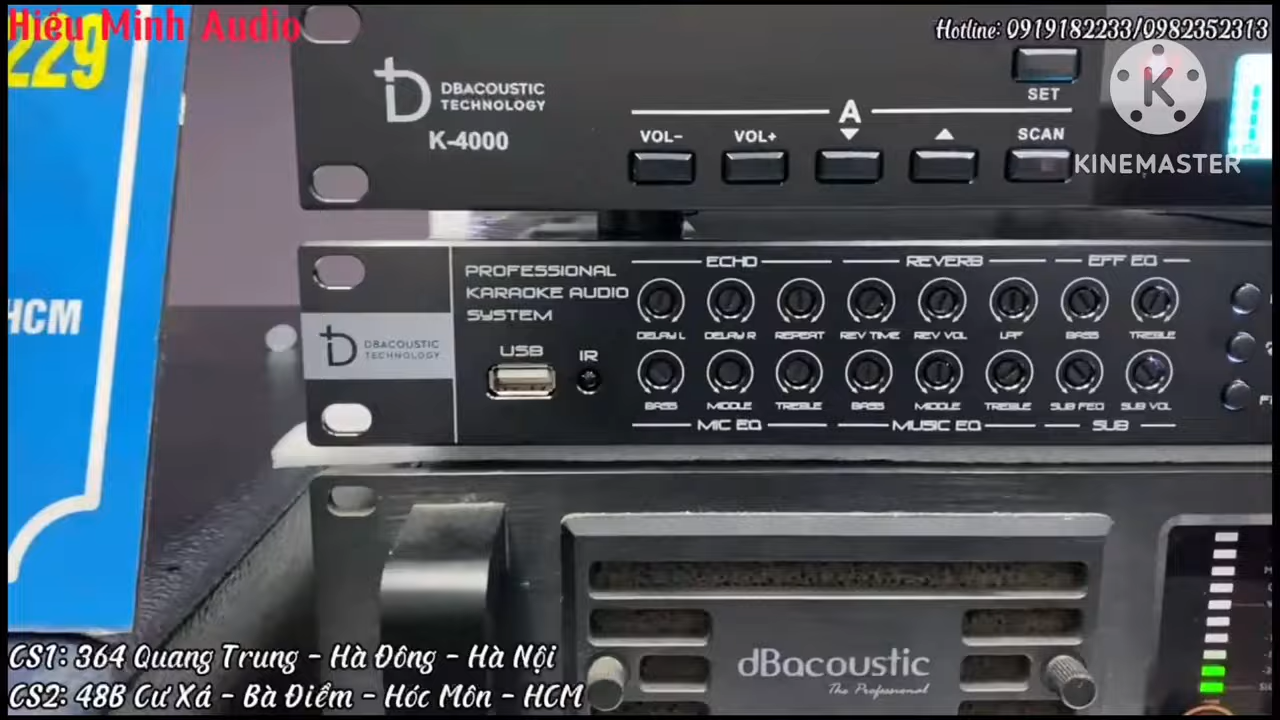 Hiếu Minh Audio
Hotline: 0919182233/0982352313
229
HCM
DBACOUSTIC
TECHNOLOGY
K-4000
SET
A
VOL-
VOL+
SCAN
K
KINEMASTER
PROFESSIONAL
KARAOKE AUDIO
SYSTEM
USB
IR
DBACOUSTIC
TECHNOLOGY
ECHO
REVERB
EFF EQ
DELAY L
DELAY R
REPEAT
REV TIME
REV VOL
LPF
BASS
TREBLE
BASS
MIDDLE
TREBLE
BASS
MIDDLE
TREBLE
SUB FEQ
SUB VOL
MIC EQ
MUSIC EQ
SUB
dBacoustic
The Professional
CS1: 364 Quang Trung - Hà Đông - Hà Nội
CS2: 48B Cư Xá - Bà Điểm - Hóc Môn - HCM